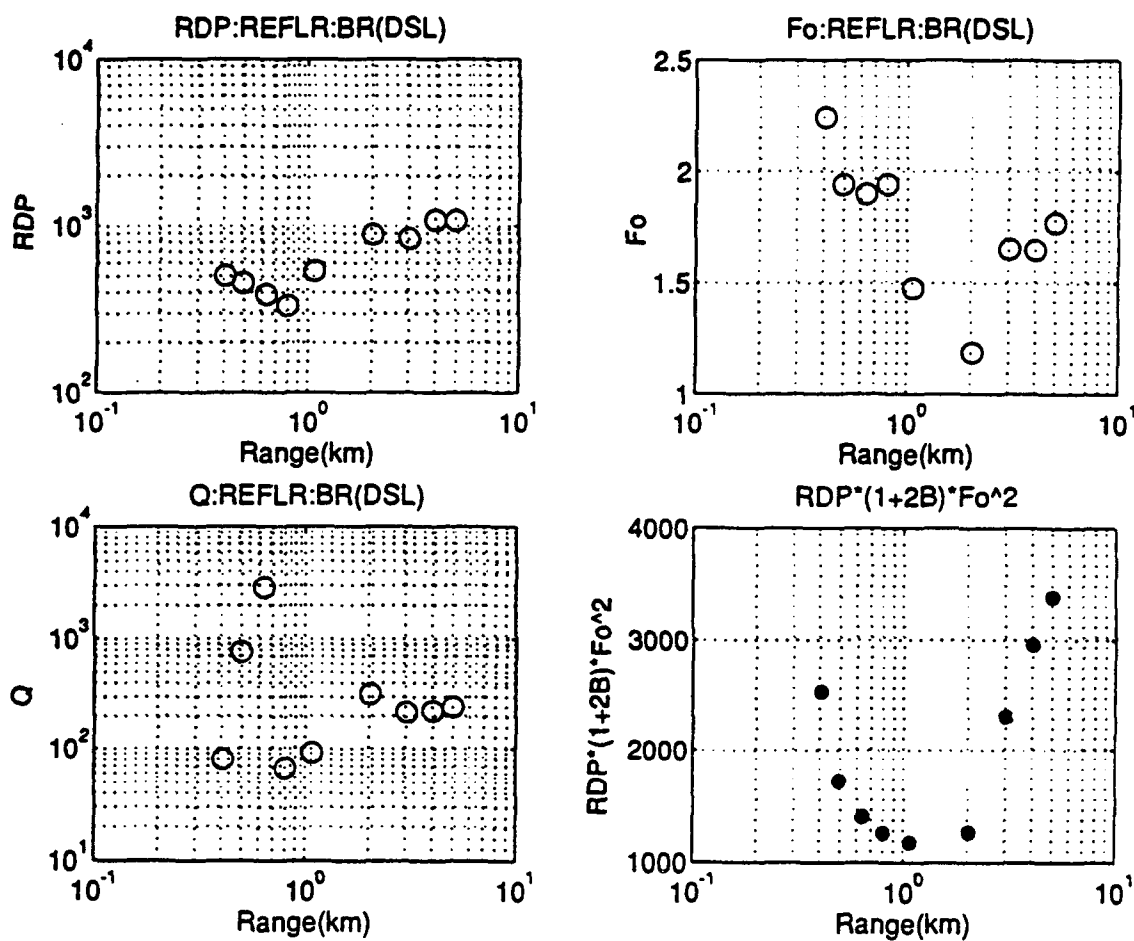 RDP:REFLR:BR(DSL)
10^4
10^3
10^2
RDP
10^-1
10^0
10^1
Range(km)
Fo:REFLR:BR(DSL)
2.5
2
1.5
1
Fo
10^-1
10^0
10^1
Range(km)
Q:REFLR:BR(DSL)
10^4
10^3
10^2
10^1
Q
10^-1
10^0
10^1
Range(km)
RDP*(1+2B)*Fo^2
4000
3000
2000
1000
RDP*(1+2B)*Fo^2
10^-1
10^0
10^1
Range(km)